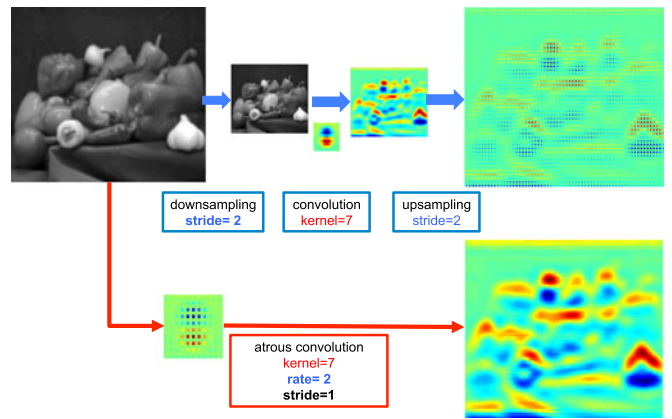 downsampling
stride= 2
convolution
kernel=7
upsampling
stride=2
atrous convolution
kernel=7
rate= 2
stride=1